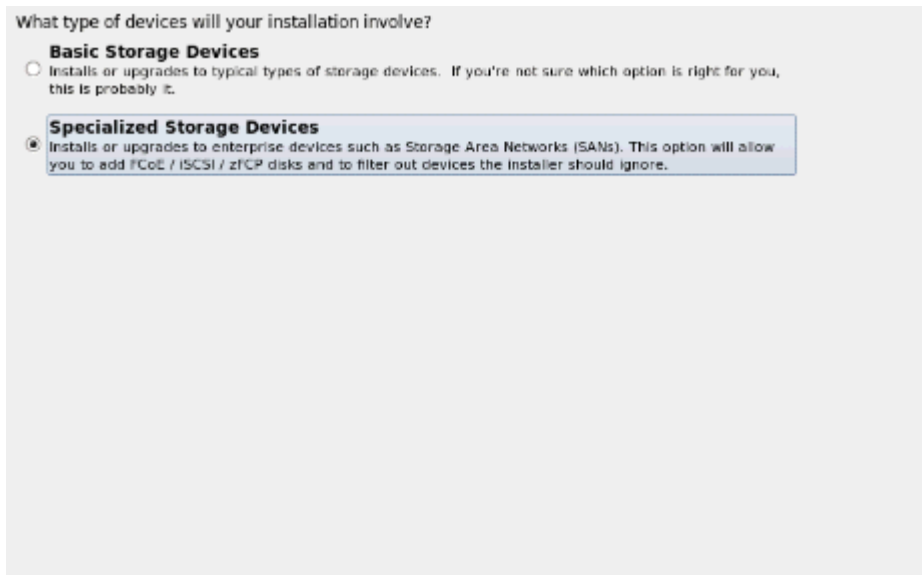 What type of devices will your installation involve?
Basic Storage Devices
Installs or upgrades to typical types of storage devices.  If you're not sure which option is right for you,
this is probably it.
Specialized Storage Devices
Installs or upgrades to enterprise devices such as Storage Area Networks (SANs). This option will allow
you to add FCoE / iSCSI / zFCP disks and to filter out devices the installer should ignore.